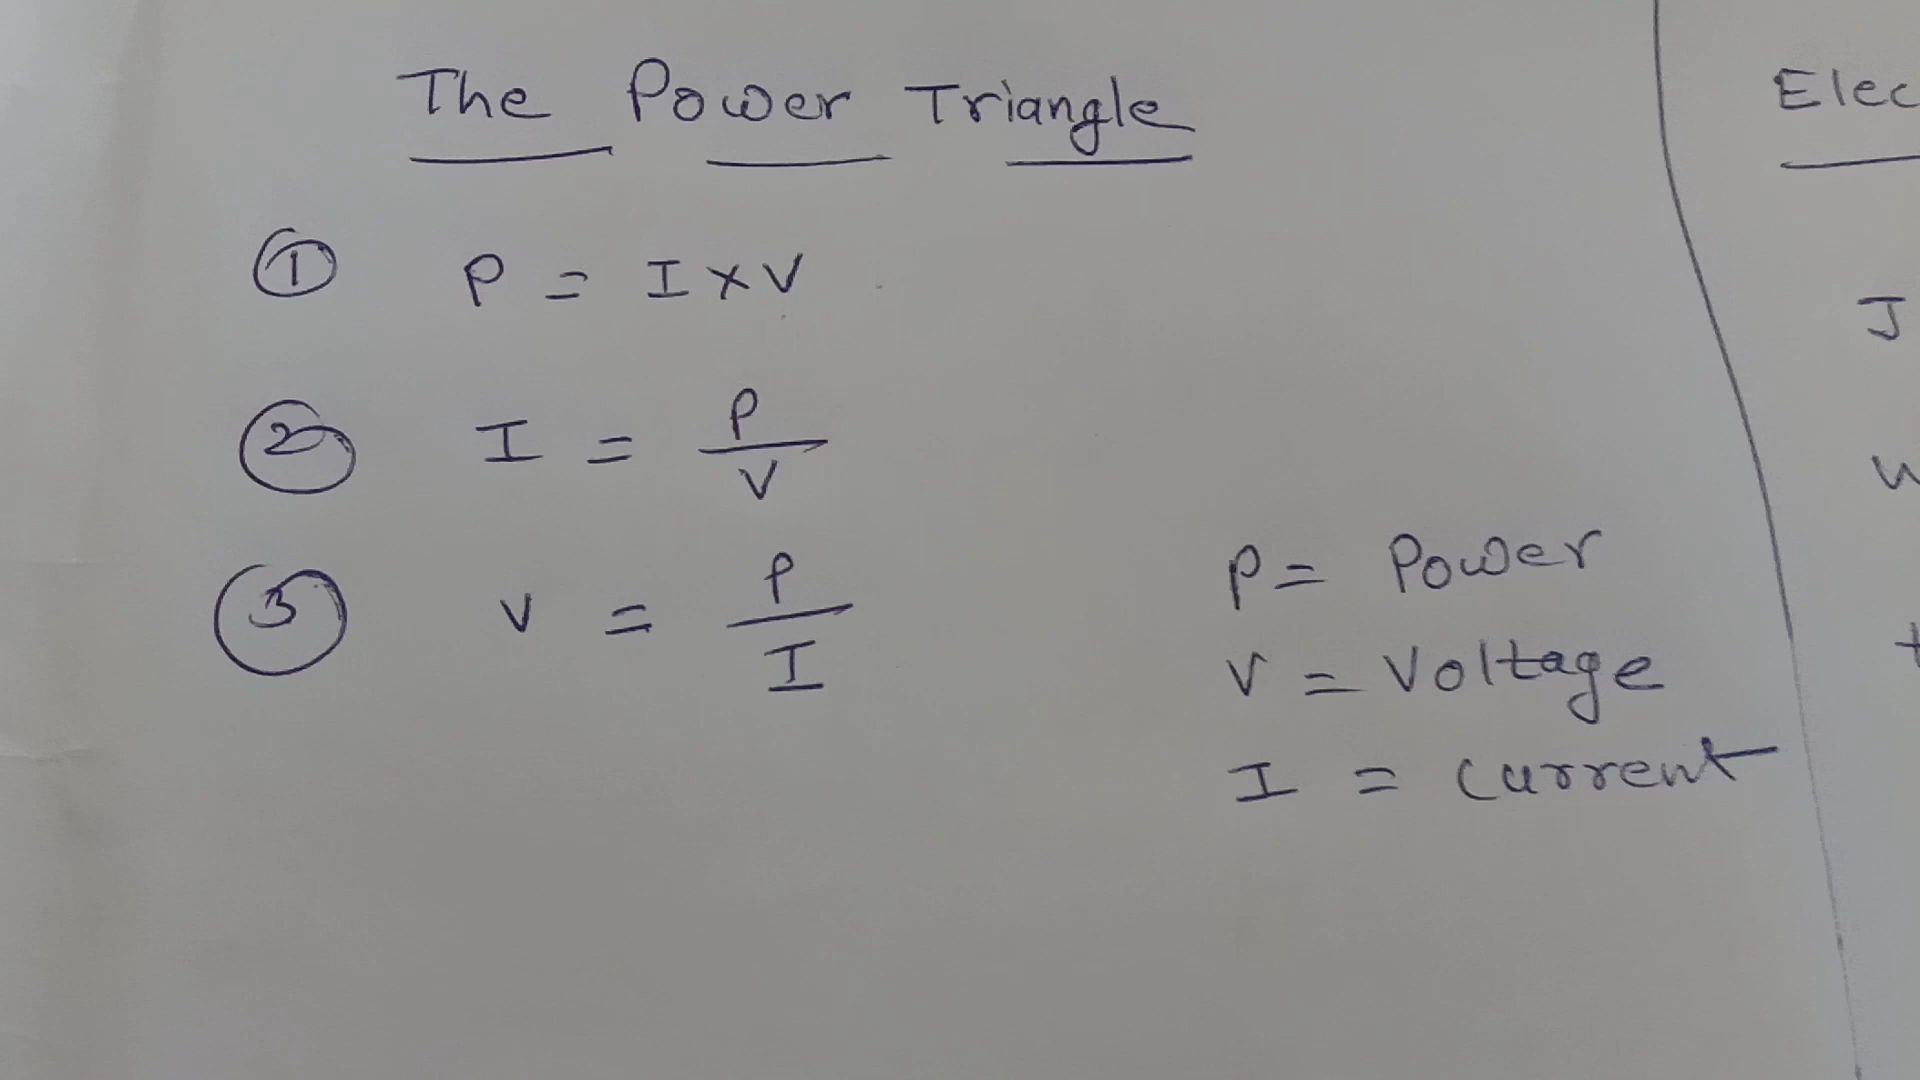 The Power Triangle
① P = I × V
② I = P/V
③ V = P/I
P = Power
V = Voltage
I = Current
Elec
J
W
t